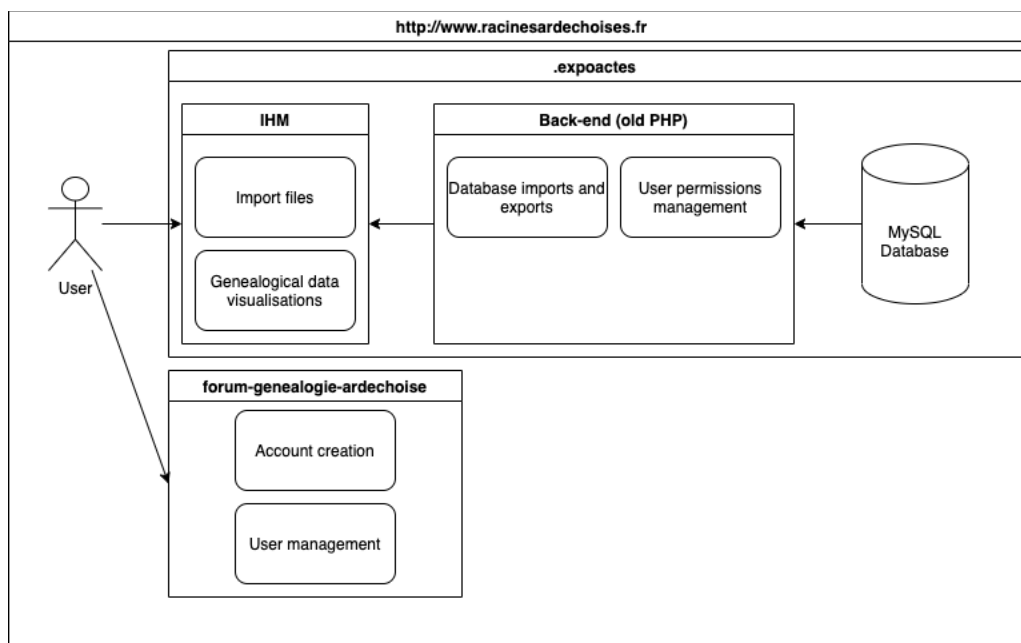 http://www.racinesardechoises.fr
.expoactes
IHM
Import files
Genealogical data
visualisations
Back-end (old PHP)
Database imports and
exports
User permissions
management
MySQL
Database
User
forum-genealogie-ardechoise
Account creation
User management